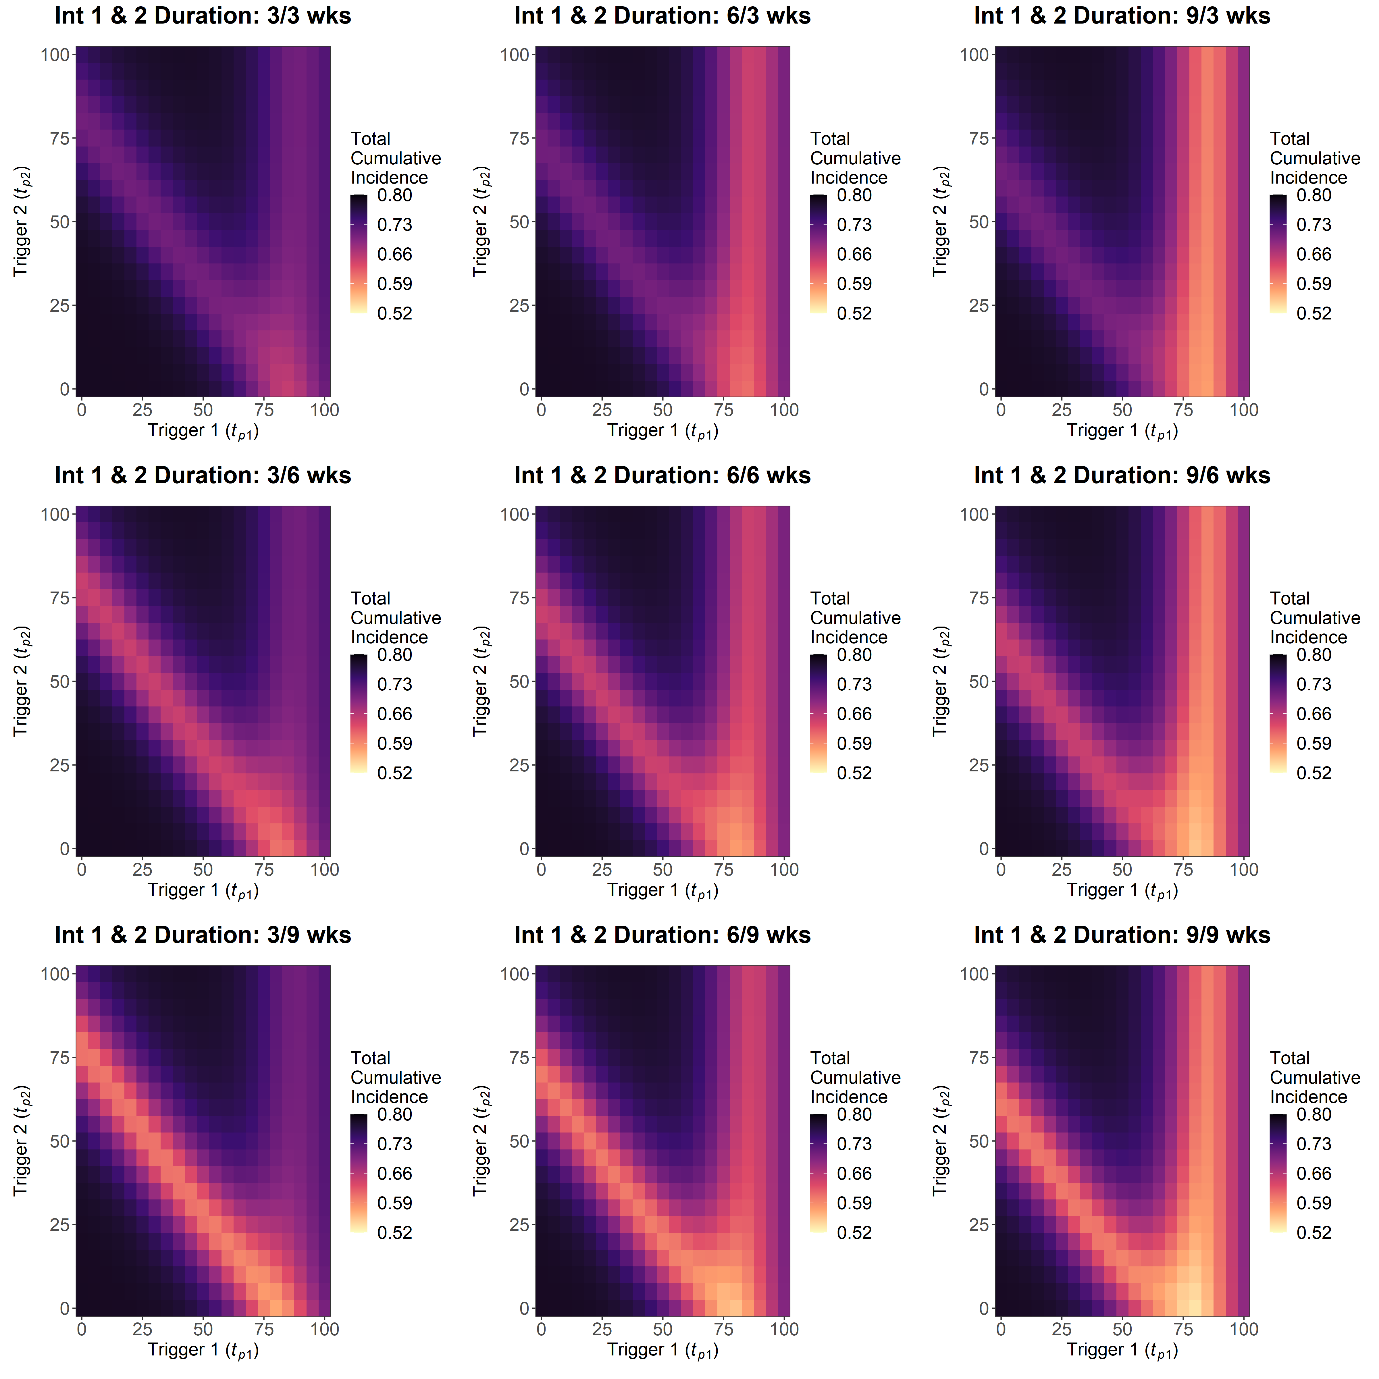 Int 1 & 2 Duration: 3/3 wks
Trigger 2 (tp2)
100
75
50
25
0
0 25 50 75 100
Trigger 1 (tp1)
Total
Cumulative
Incidence
0.80
0.73
0.66
0.59
0.52
Int 1 & 2 Duration: 6/3 wks
Trigger 2 (tp2)
100
75
50
25
0
0 25 50 75 100
Trigger 1 (tp1)
Total
Cumulative
Incidence
0.80
0.73
0.66
0.59
0.52
Int 1 & 2 Duration: 9/3 wks
Trigger 2 (tp2)
100
75
50
25
0
0 25 50 75 100
Trigger 1 (tp1)
Total
Cumulative
Incidence
0.80
0.73
0.66
0.59
0.52
Int 1 & 2 Duration: 3/6 wks
Trigger 2 (tp2)
100
75
50
25
0
0 25 50 75 100
Trigger 1 (tp1)
Total
Cumulative
Incidence
0.80
0.73
0.66
0.59
0.52
Int 1 & 2 Duration: 6/6 wks
Trigger 2 (tp2)
100
75
50
25
0
0 25 50 75 100
Trigger 1 (tp1)
Total
Cumulative
Incidence
0.80
0.73
0.66
0.59
0.52
Int 1 & 2 Duration: 9/6 wks
Trigger 2 (tp2)
100
75
50
25
0
0 25 50 75 100
Trigger 1 (tp1)
Total
Cumulative
Incidence
0.80
0.73
0.66
0.59
0.52
Int 1 & 2 Duration: 3/9 wks
Trigger 2 (tp2)
100
75
50
25
0
0 25 50 75 100
Trigger 1 (tp1)
Total
Cumulative
Incidence
0.80
0.73
0.66
0.59
0.52
Int 1 & 2 Duration: 6/9 wks
Trigger 2 (tp2)
100
75
50
25
0
0 25 50 75 100
Trigger 1 (tp1)
Total
Cumulative
Incidence
0.80
0.73
0.66
0.59
0.52
Int 1 & 2 Duration: 9/9 wks
Trigger 2 (tp2)
100
75
50
25
0
0 25 50 75 100
Trigger 1 (tp1)
Total
Cumulative
Incidence
0.80
0.73
0.66
0.59
0.52